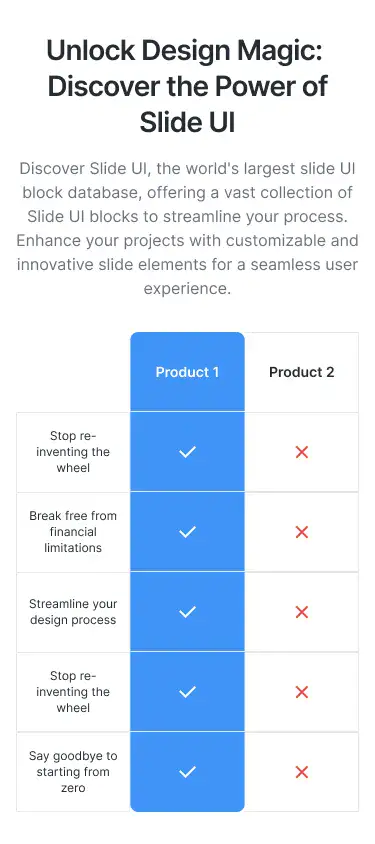 Unlock Design Magic:
Discover the Power of
Slide UI
Discover Slide UI, the world's largest slide UI
block database, offering a vast collection of
Slide UI blocks to streamline your process.
Enhance your projects with customizable and
innovative slide elements for a seamless user
experience.
Product 1
Product 2
Stop re-
inventing the
wheel
Break free from
financial
limitations
Streamline your
design process
Stop re-
inventing the
wheel
Say goodbye to
starting from
zero